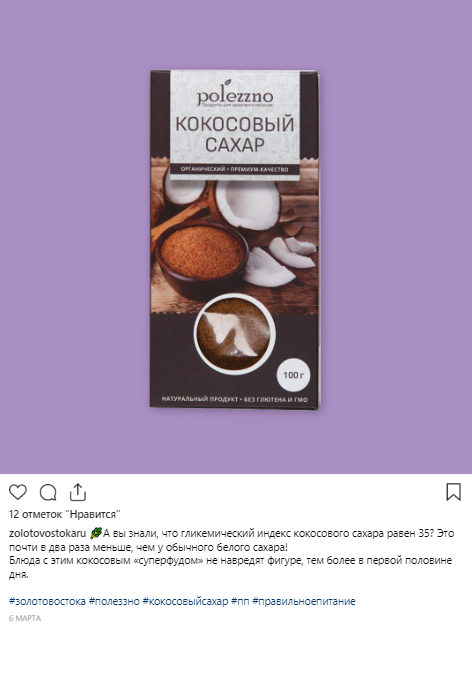 polezzno
Продукты для здорового питания
КОКОСОВЫЙ
САХАР
ОРГАНИЧЕСКИЙ • ПРЕМИУМ-КАЧЕСТВО
100 г
НАТУРАЛЬНЫЙ ПРОДУКТ • БЕЗ ГЛЮТЕНА И ГМО
12 отметок "Нравится"
zolotovostokaru А вы знали, что гликемический индекс кокосового сахара равен 35? Это
почти в два раза меньше, чем у обычного белого сахара!
Блюда с этим кокосовым «суперфудом» не навредят фигуре, тем более в первой половине
дня.
#золотовостока #полеззно #кокосовыйсахар #пп #правильноепитание
6 МАРТА